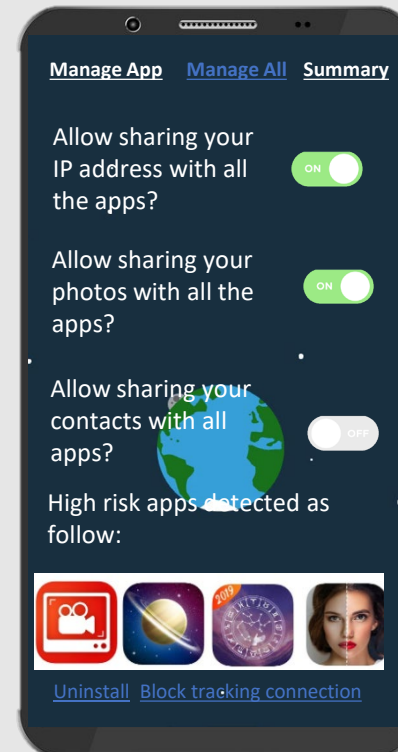 Manage App Manage All Summary
Allow sharing your
IP address with all
the apps?
ON
Allow sharing your
photos with all the
apps?
ON
Allow sharing your
contacts with all
apps?
OFF
High risk apps detected as
follow:
2019
Uninstall Block tracking connection